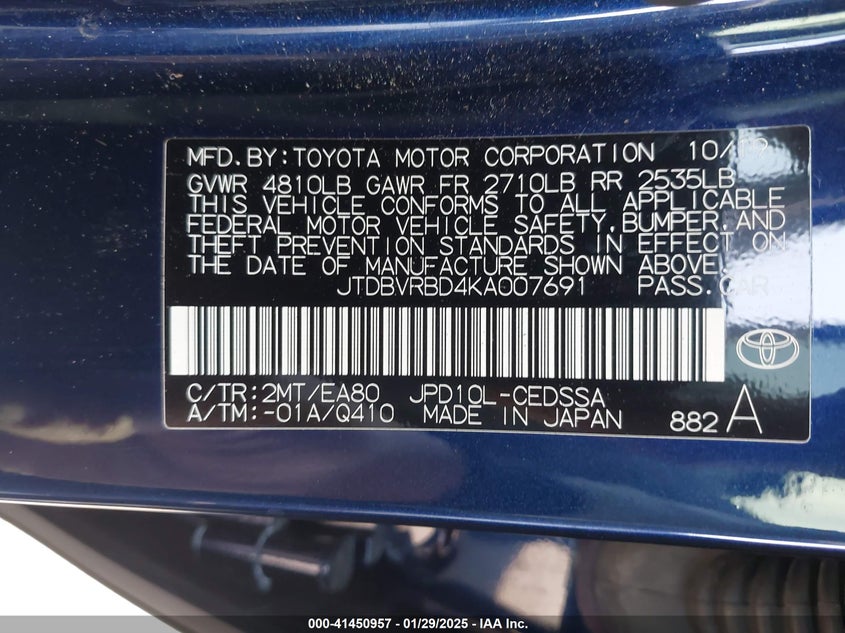 MFD.BY:TOYOTA MOTOR CORPORATION 10/19
GVWR 4810LB GAWR FR 2710LB RR 2535LB
THIS VEHICLE CONFORMS TO ALL APPLICABLE
FEDERAL MOTOR VEHICLE SAFETY,BUMPER,AND
THEFT PREVENTION STANDARDS IN EFFECT ON
THE DATE OF MANUFACTURE SHOWN ABOVE.
JTDBVRBD4KA007691 PASS.CAR
C/TR:2MT/EA80 JPD10L-CEDSSA
A/TM:-01A/Q410 MADE IN JAPAN 882 A
000-41450957 | 01/29/2025 | IAA Inc.